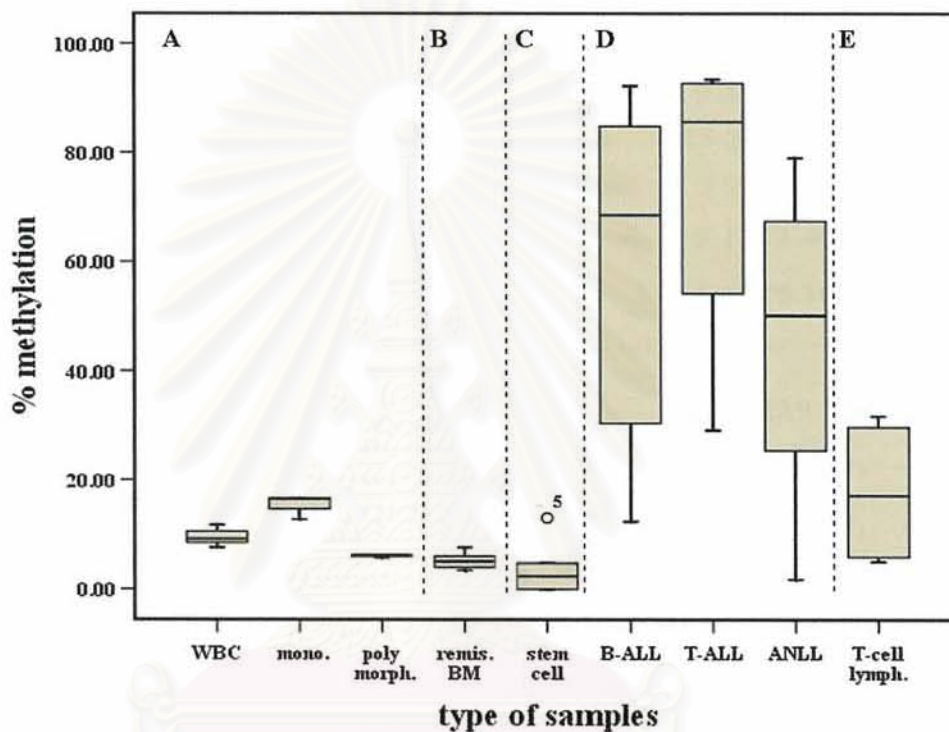 A B C D E
100.00
80.00
60.00
40.00
20.00
0.00
% methylation
5
WBC mono. poly remis. stem B-ALL T-ALL ANLL T-cell
morph. BM cell lymph.
type of samples